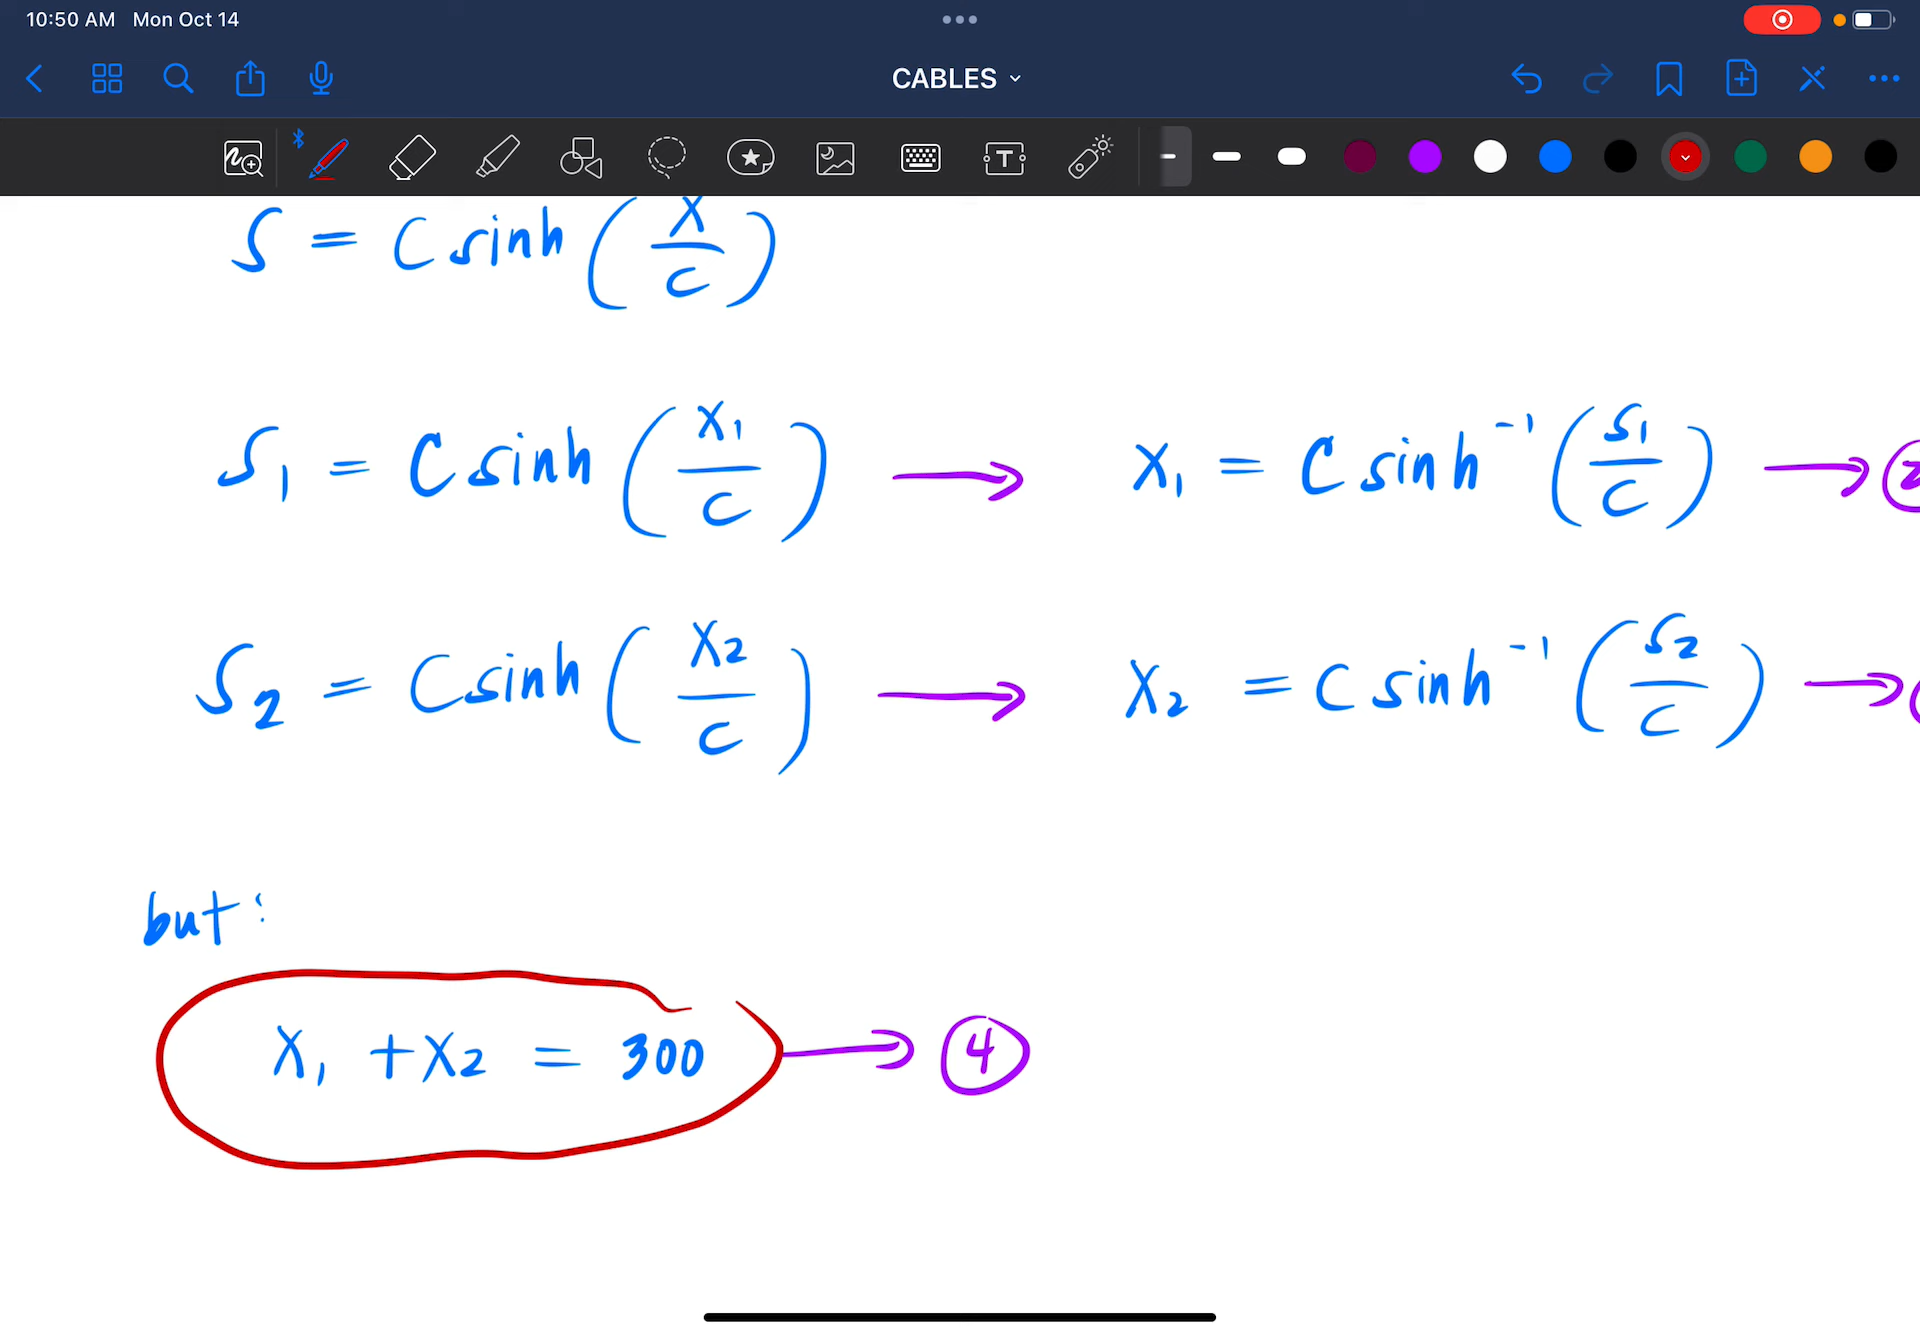 10:50 AM Mon Oct 14
CABLES
T
S = C sinh (X/C)
S₁ = C sinh (X₁/C) → X₁ = C sinh⁻¹ (S₁/C) → 2
S₂ = C sinh (X₂/C) → X₂ = C sinh⁻¹ (S₂/C) →
but:
X₁ + X₂ = 300 → 4